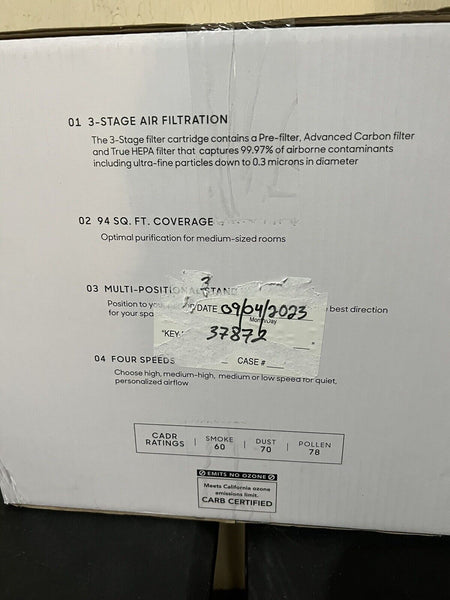 01 3-STAGE AIR FILTRATION
The 3-Stage filter cartridge contains a Pre-filter, Advanced Carbon filter
and True HEPA filter that captures 99.97% of airborne contaminants
including ultra-fine particles down to 0.3 microns in diameter
02 94 SQ. FT. COVERAGE
Optimal purification for medium-sized rooms
3
03 MULTI-POSITIONAL STAND
Position to best direction
for your
DATE 09/04/2023
Month/Day
"KEY 37872
CASE #
04 FOUR SPEEDS
Choose high, medium-high, medium or low speed for quiet,
personalized airflow
CADR RATINGS | SMOKE 60 | DUST 70 | POLLEN 78
EMITS NO OZONE
Meets California ozone
emissions limit.
CARB CERTIFIED